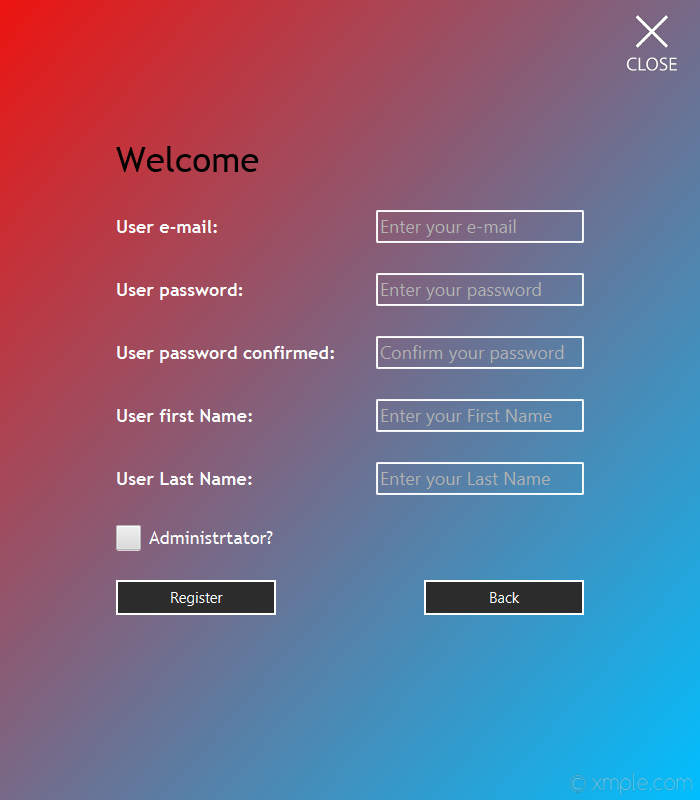 CLOSE
Welcome
User e-mail: Enter your e-mail
User password: Enter your password
User password confirmed: Confirm your password
User first Name: Enter your First Name
User Last Name: Enter your Last Name
Administrtator?
Register Back
© xmple.com